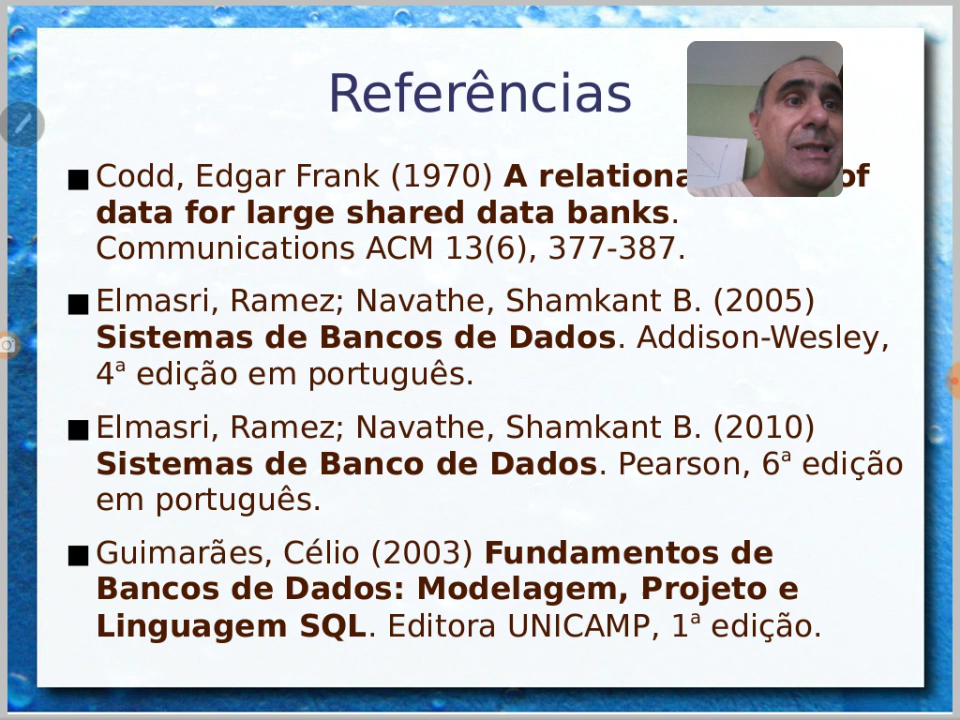 Referências
■ Codd, Edgar Frank (1970) A relationa of
data for large shared data banks.
Communications ACM 13(6), 377-387.
■ Elmasri, Ramez; Navathe, Shamkant B. (2005)
Sistemas de Bancos de Dados. Addison-Wesley,
4ª edição em português.
■ Elmasri, Ramez; Navathe, Shamkant B. (2010)
Sistemas de Banco de Dados. Pearson, 6ª edição
em português.
■ Guimarães, Célio (2003) Fundamentos de
Bancos de Dados: Modelagem, Projeto e
Linguagem SQL. Editora UNICAMP, 1ª edição.